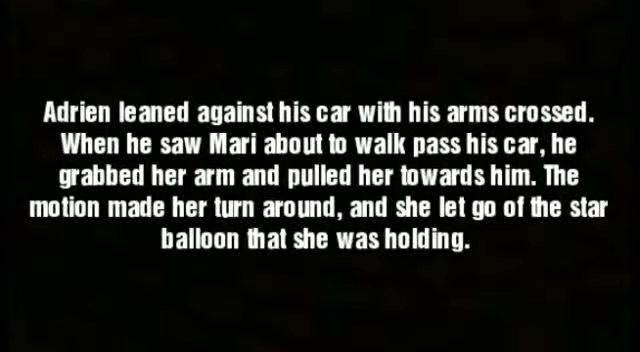 Adrien leaned against his car with his arms crossed.
When he saw Mari about to walk pass his car, he
grabbed her arm and pulled her towards him. The
motion made her turn around, and she let go of the star
balloon that she was holding.